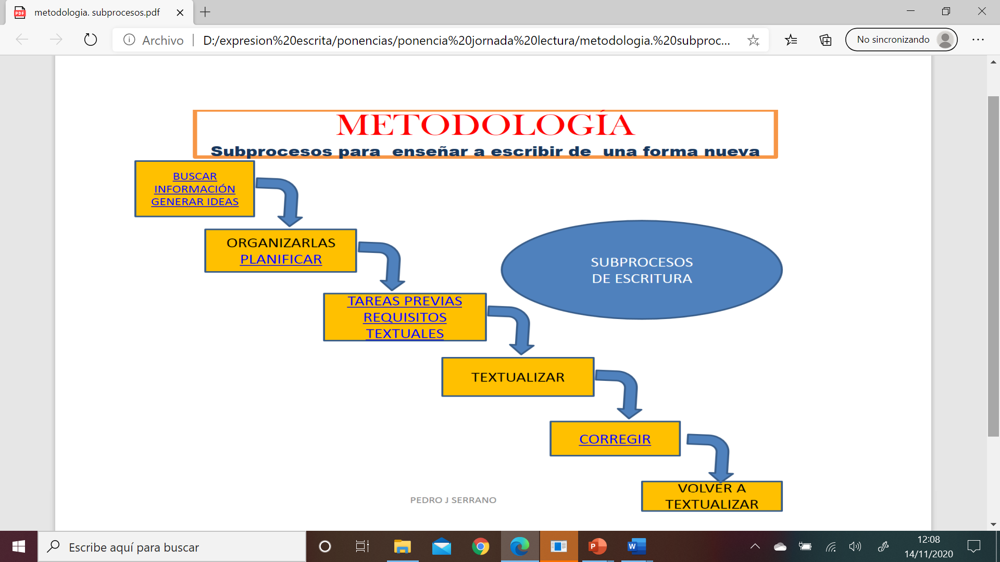 metodologia. subprocesos.pdf
Archivo
D:/expresion%20escrita/ponencias/ponencia%20jornada%20lectura/metodologia.%20subproc...
No sincronizando
METODOLOGÍA
Subprocesos para enseñar a escribir de una forma nueva
BUSCAR
INFORMACIÓN
GENERAR IDEAS
ORGANIZARLAS
PLANIFICAR
SUBPROCESOS
DE ESCRITURA
TAREAS PREVIAS
REQUISITOS
TEXTUALES
TEXTUALIZAR
CORREGIR
VOLVER A
TEXTUALIZAR
PEDRO J SERRANO
Escribe aquí para buscar
12:08
14/11/2020